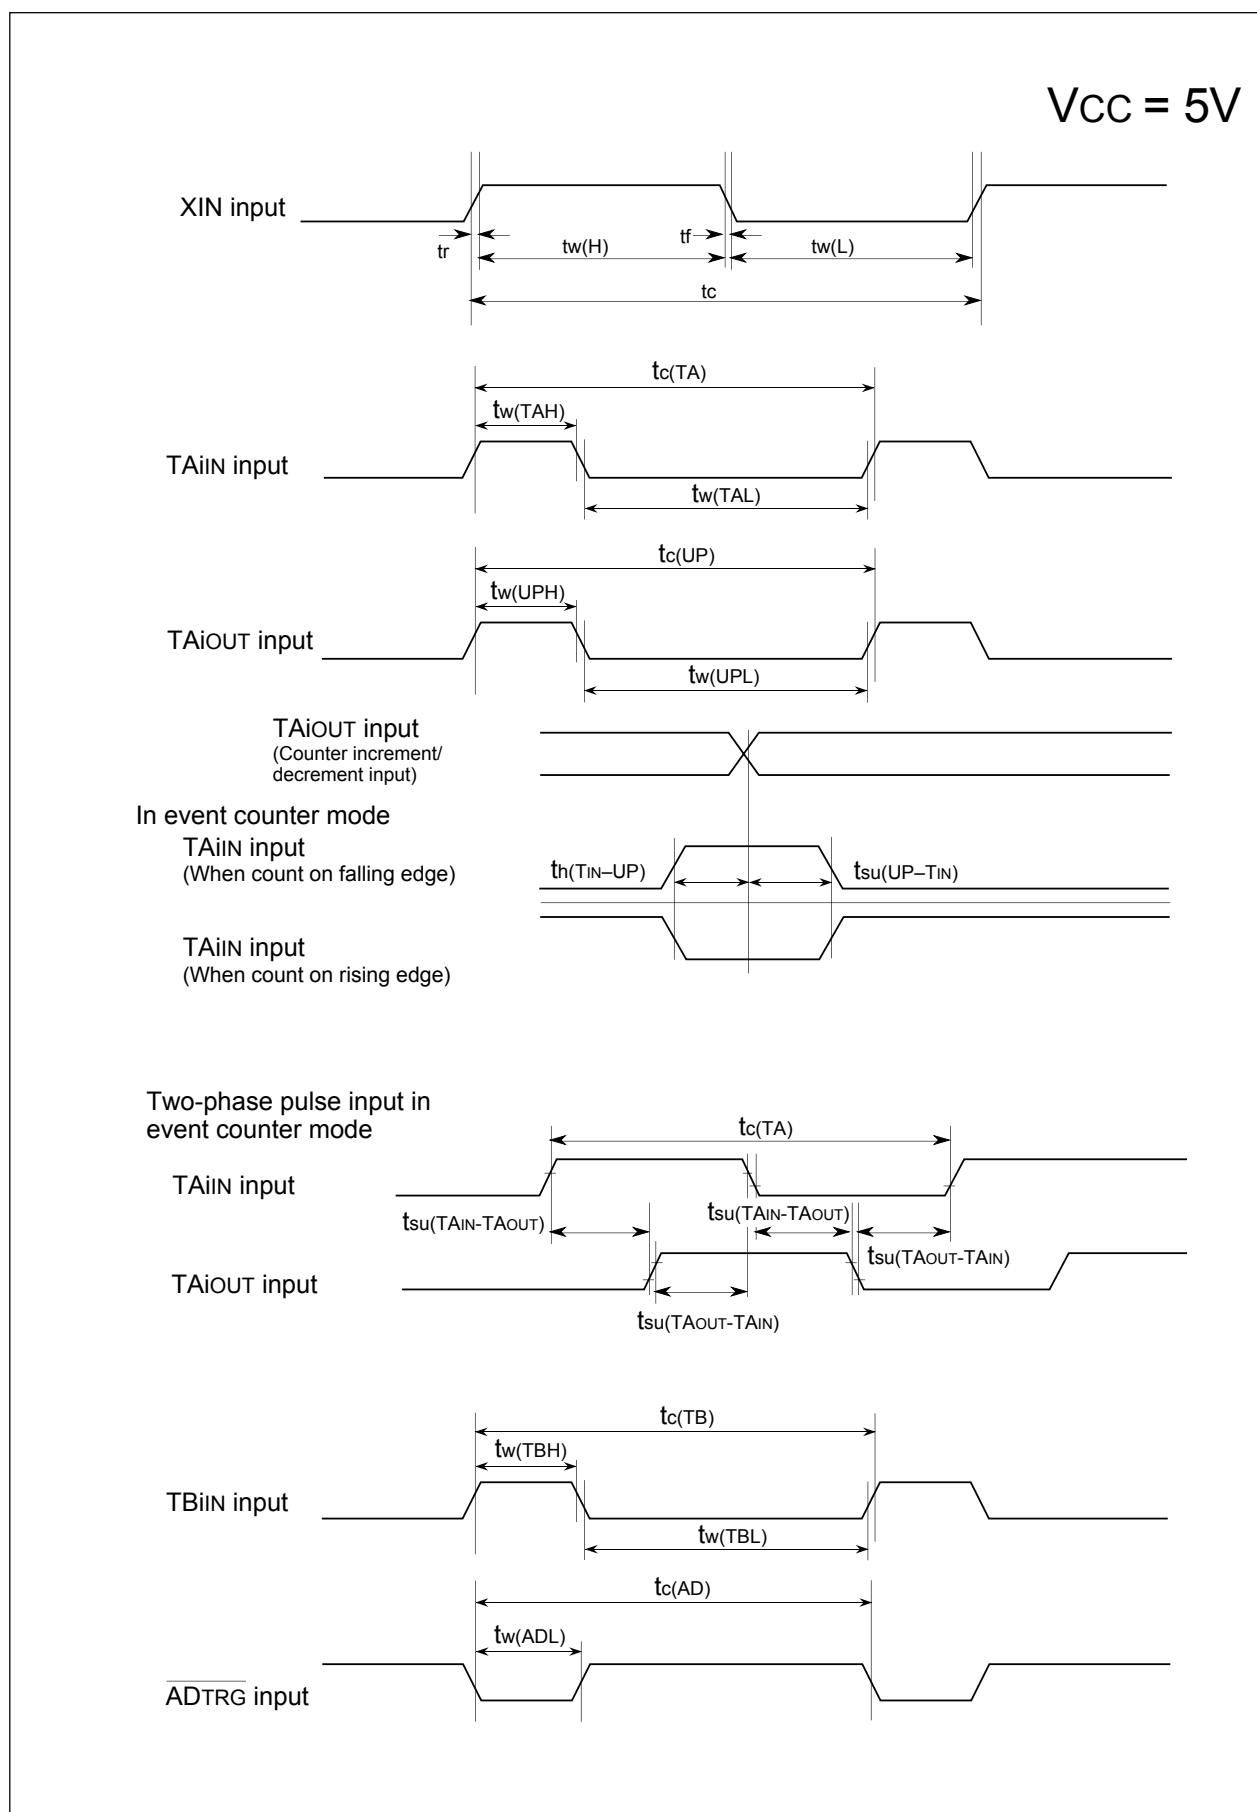 VCC = 5V
XIN input
tr
tw(H)
tf
tw(L)
tc
tc(TA)
tw(TAH)
TAiIN input
tw(TAL)
tc(UP)
tw(UPH)
TAiOUT input
tw(UPL)
TAiOUT input
(Counter increment/
decrement input)
In event counter mode
TAiIN input
(When count on falling edge)
th(TIN–UP)
tsu(UP–TIN)
TAiIN input
(When count on rising edge)
Two-phase pulse input in
event counter mode
tc(TA)
TAiIN input
tsu(TAIN-TAOUT)
tsu(TAIN-TAOUT)
tsu(TAOUT-TAIN)
TAiOUT input
tsu(TAOUT-TAIN)
tc(TB)
tw(TBH)
TBiIN input
tw(TBL)
tc(AD)
tw(ADL)
ADTRG input